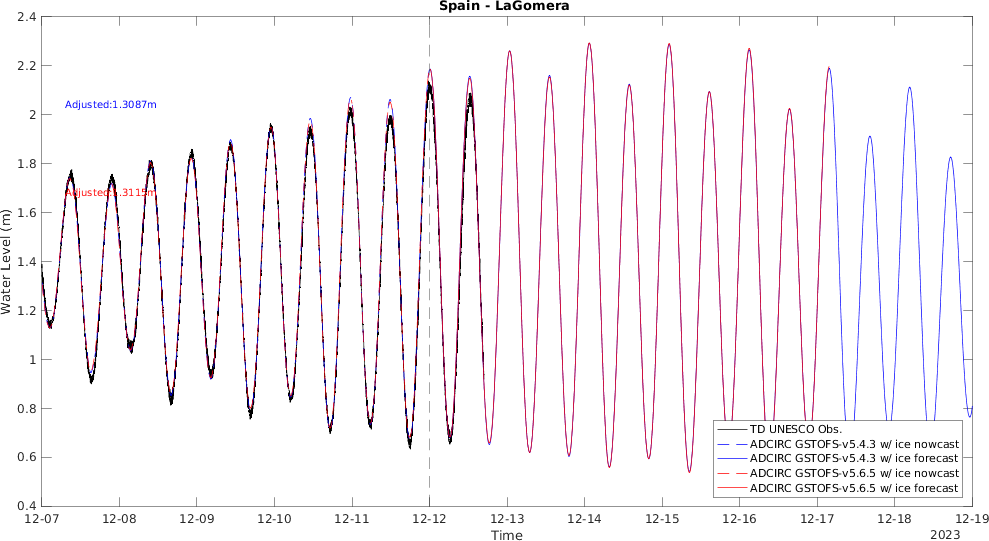 Spain - LaGomera
2.4
2.2
2
1.8
1.6
1.4
1.2
1
0.8
0.6
0.4
Water Level (m)
Adjusted:1.3087m
Adjusted:1.3115m
TD UNESCO Obs.
ADCIRC GSTOFS-v5.4.3 w/ ice nowcast
ADCIRC GSTOFS-v5.4.3 w/ ice forecast
ADCIRC GSTOFS-v5.6.5 w/ ice nowcast
ADCIRC GSTOFS-v5.6.5 w/ ice forecast
12-07 12-08 12-09 12-10 12-11 12-12 12-13 12-14 12-15 12-16 12-17 12-18 12-19
Time
2023